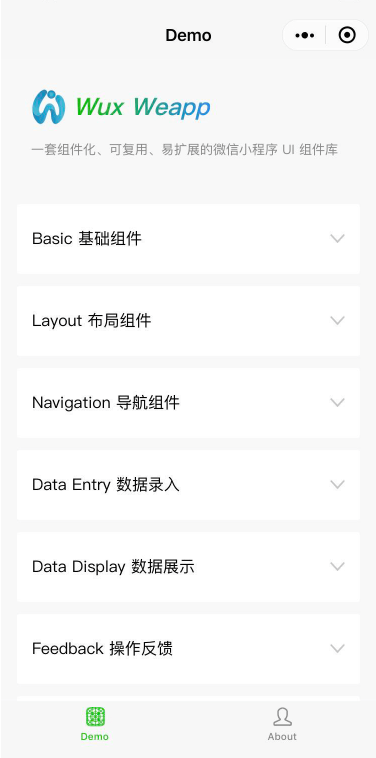 Demo
Wux Weapp
一套组件化、可复用、易扩展的微信小程序 UI 组件库
Basic 基础组件
Layout 布局组件
Navigation 导航组件
Data Entry 数据录入
Data Display 数据展示
Feedback 操作反馈
Demo
About